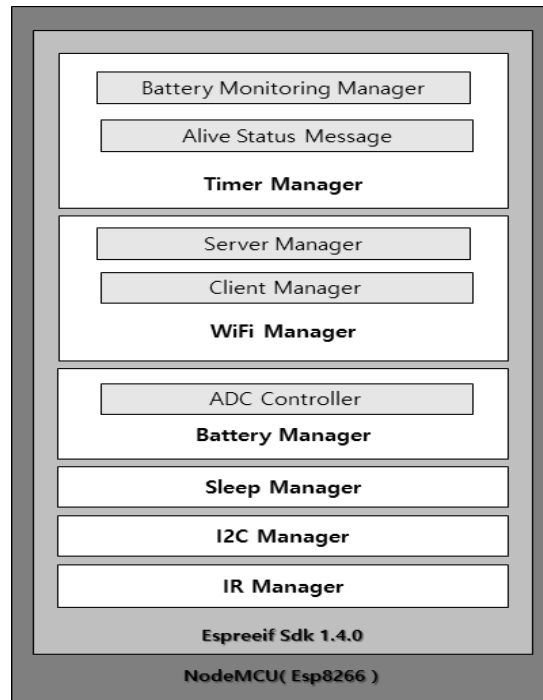 Battery Monitoring Manager
Alive Status Message
Timer Manager
Server Manager
Client Manager
WiFi Manager
ADC Controller
Battery Manager
Sleep Manager
I2C Manager
IR Manager
Espreeif Sdk 1.4.0
NodeMCU( Esp8266 )